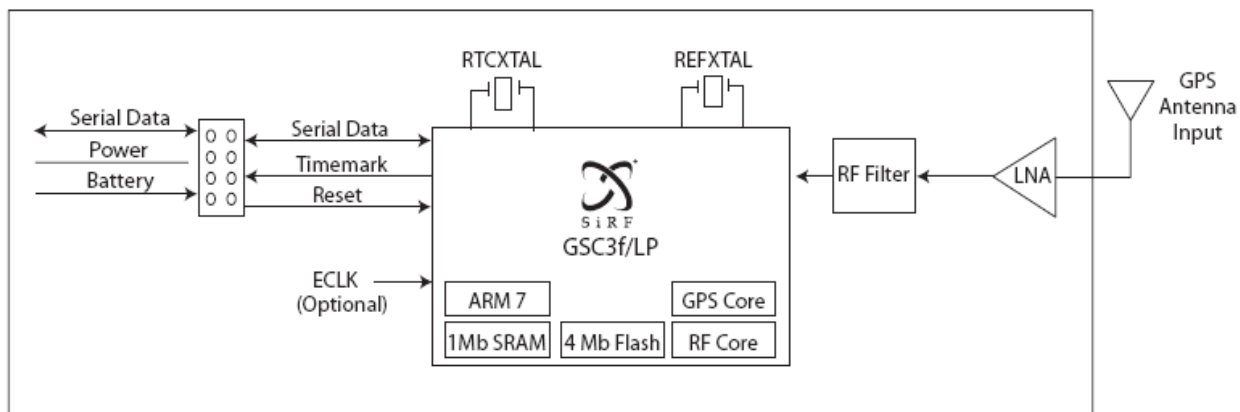 RTCXTAL
REFXTAL
GPS
Antenna
Input
Serial Data
Power
Battery
Serial Data
Timemark
Reset
RF Filter
LNA
SiRF
GSC3f/LP
ECLK
(Optional)
ARM 7
GPS Core
1Mb SRAM
4 Mb Flash
RF Core